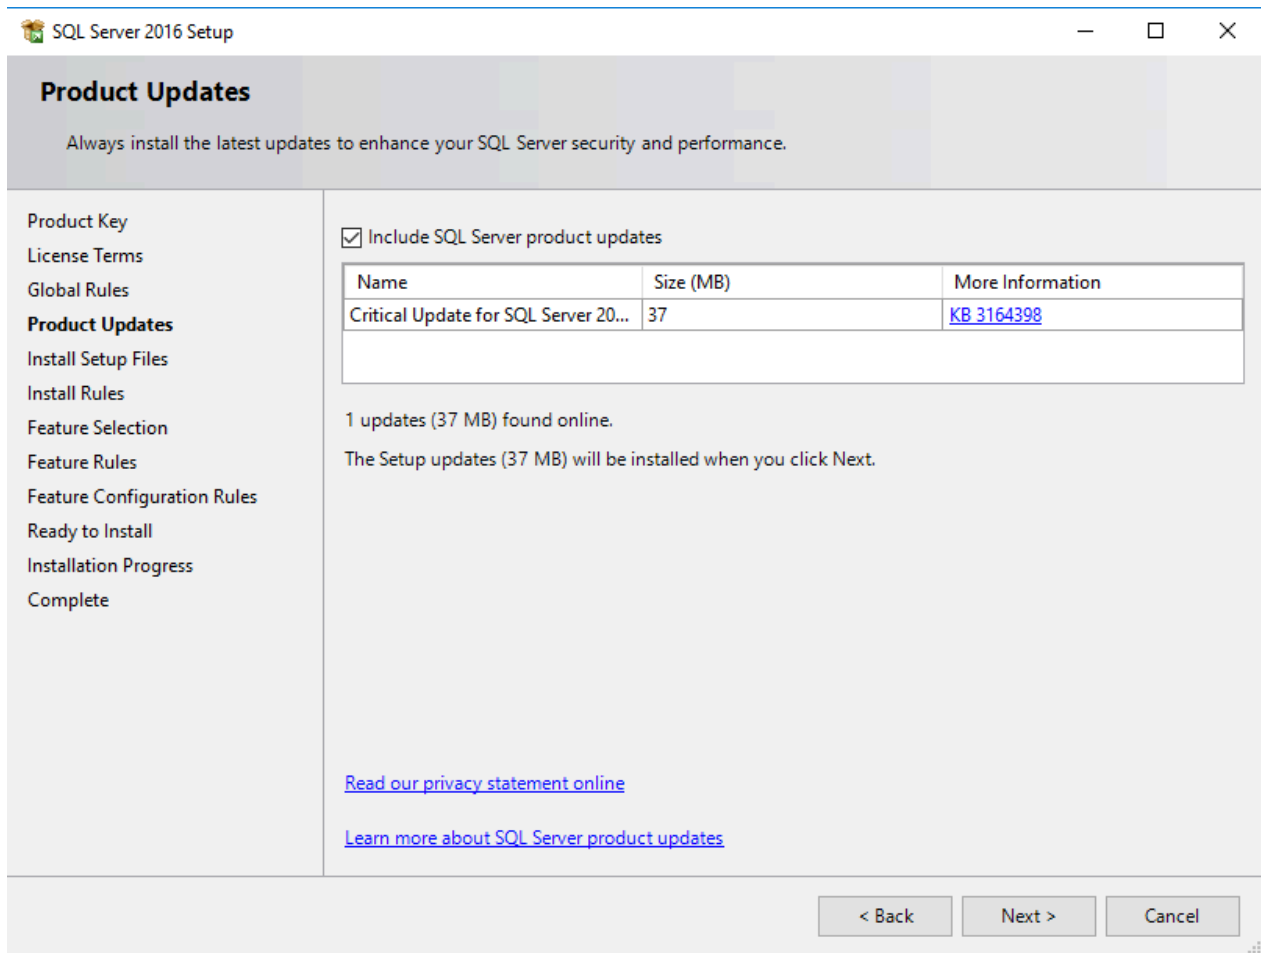 SQL Server 2016 Setup
Product Updates
Always install the latest updates to enhance your SQL Server security and performance.
Product Key
License Terms
Global Rules
Product Updates
Install Setup Files
Install Rules
Feature Selection
Feature Rules
Feature Configuration Rules
Ready to Install
Installation Progress
Complete
Include SQL Server product updates
Name Size (MB) More Information
Critical Update for SQL Server 20... 37 KB 3164398
1 updates (37 MB) found online.
The Setup updates (37 MB) will be installed when you click Next.
Read our privacy statement online
Learn more about SQL Server product updates
< Back Next > Cancel